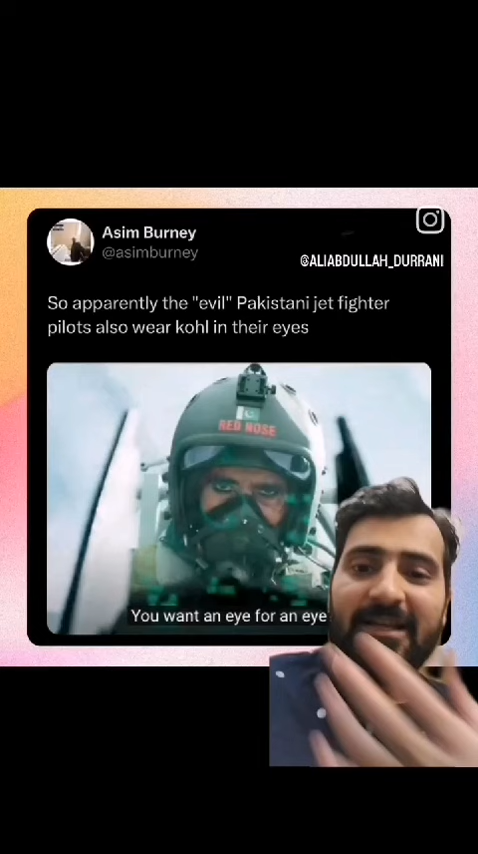 Asim Burney
@asimburney
@ALIABDULLAH_DURRANI
So apparently the "evil" Pakistani jet fighter
pilots also wear kohl in their eyes
RED NOSE
You want an eye for an eye